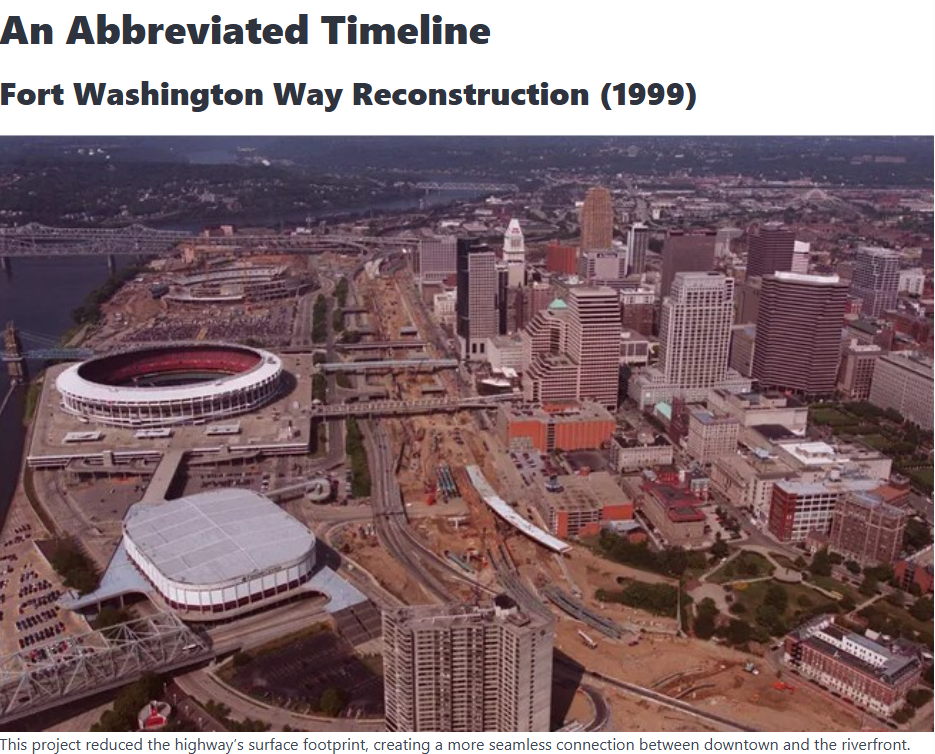 An Abbreviated Timeline
Fort Washington Way Reconstruction (1999)
This project reduced the highway’s surface footprint, creating a more seamless connection between downtown and the riverfront.